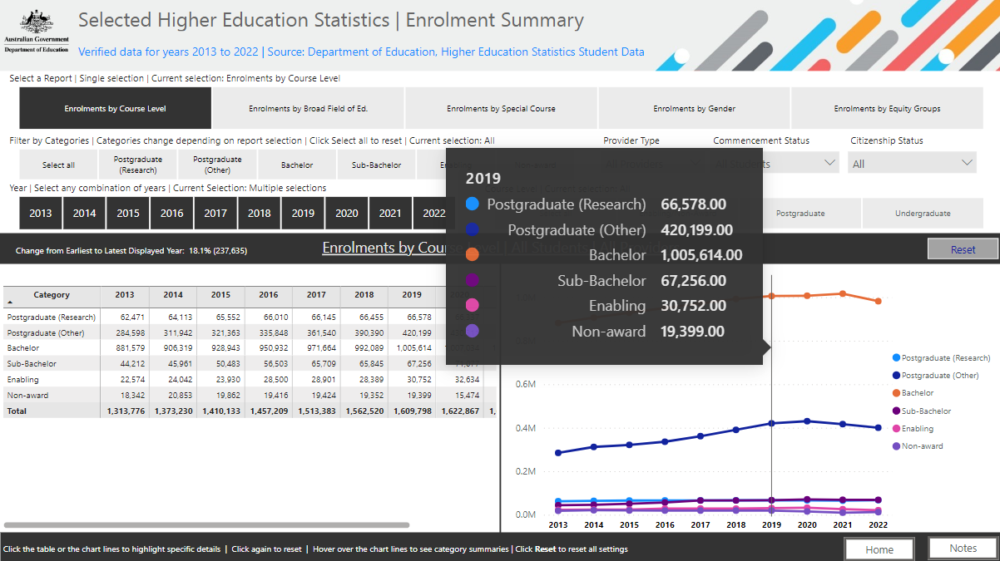 Selected Higher Education Statistics | Enrolment Summary
Australian Government
Department of Education
Verified data for years 2013 to 2022 | Source: Department of Education, Higher Education Statistics Student Data
Select a Report | Single selection | Current selection: Enrolments by Course Level
Enrolments by Course Level Enrolments by Broad Field of Ed. Enrolments by Special Course Enrolments by Gender Enrolments by Equity Groups
Filter by Categories | Categories change depending on report selection | Click Select all to reset | Current selection: All Provider Type Commencement Status Citizenship Status
Select all Postgraduate (Research) Postgraduate (Other) Bachelor Sub-Bachelor All
Year | Select any combination of years | Current Selection: Multiple selections
2013 2014 2015 2016 2017 2018 2019 2020 2021 2022 Postgraduate Undergraduate
2019
Postgraduate (Research) 66,578.00
Postgraduate (Other) 420,199.00
Bachelor 1,005,614.00
Sub-Bachelor 67,256.00
Enabling 30,752.00
Non-award 19,399.00
Change from Earliest to Latest Displayed Year: 18.1% (237,635) Enrolments by Course Level | All Students Reset
Category 2013 2014 2015 2016 2017 2018 2019
Postgraduate (Research) 62,471 64,113 65,552 66,010 66,145 66,455 66,578
Postgraduate (Other) 284,598 311,942 321,363 335,848 361,540 390,390 420,199
Bachelor 881,579 906,319 928,943 950,932 971,664 992,089 1,005,614
Sub-Bachelor 44,212 45,961 50,483 56,503 65,709 65,845 67,256
Enabling 22,574 24,042 23,930 28,500 28,901 28,389 30,752 32,634
Non-award 18,342 20,853 19,862 19,416 19,424 19,352 19,399 15,474
Total 1,313,776 1,373,230 1,410,133 1,457,209 1,513,383 1,562,520 1,609,798 1,622,867 1,
0.6M
0.4M
0.2M
0.0M
2013 2014 2015 2016 2017 2018 2019 2020 2021 2022
Postgraduate (Research)
Postgraduate (Other)
Bachelor
Sub-Bachelor
Enabling
Non-award
Click the table or the chart lines to highlight specific details | Click again to reset | Hover over the chart lines to see category summaries | Click Reset to reset all settings
Home Notes